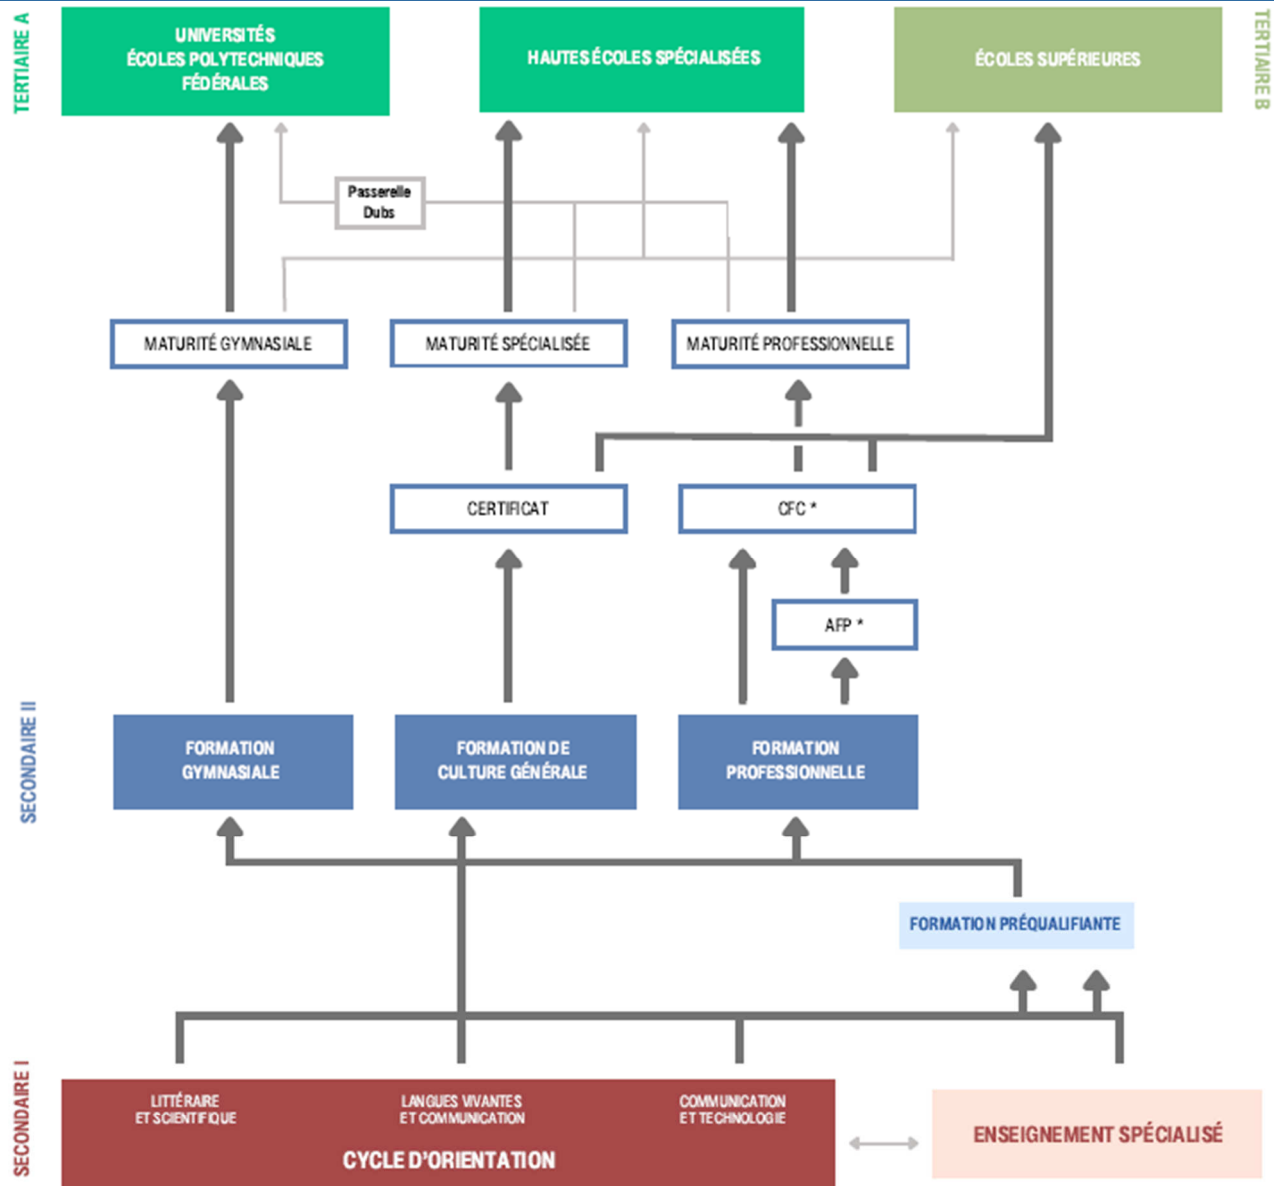 TERTIAIRE A
UNIVERSITÉS
ÉCOLES POLYTECHNIQUES
FÉDÉRALES
HAUTES ÉCOLES SPÉCIALISÉES
ÉCOLES SUPÉRIEURES
TERTIAIRE B
Passerelle
Dubs
MATURITÉ GYMNASIALE
MATURITÉ SPÉCIALISÉE
MATURITÉ PROFESSIONNELLE
CERTIFICAT
CFC *
AFP *
SECONDAIRE II
FORMATION
GYMNASIALE
FORMATION DE
CULTURE GÉNÉRALE
FORMATION
PROFESSIONNELLE
FORMATION PRÉQUALIFIANTE
SECONDAIRE I
LITTÉRAIRE
ET SCIENTIFIQUE
LANGUES VIVANTES
ET COMMUNICATION
COMMUNICATION
ET TECHNOLOGIE
CYCLE D'ORIENTATION
ENSEIGNEMENT SPÉCIALISÉ